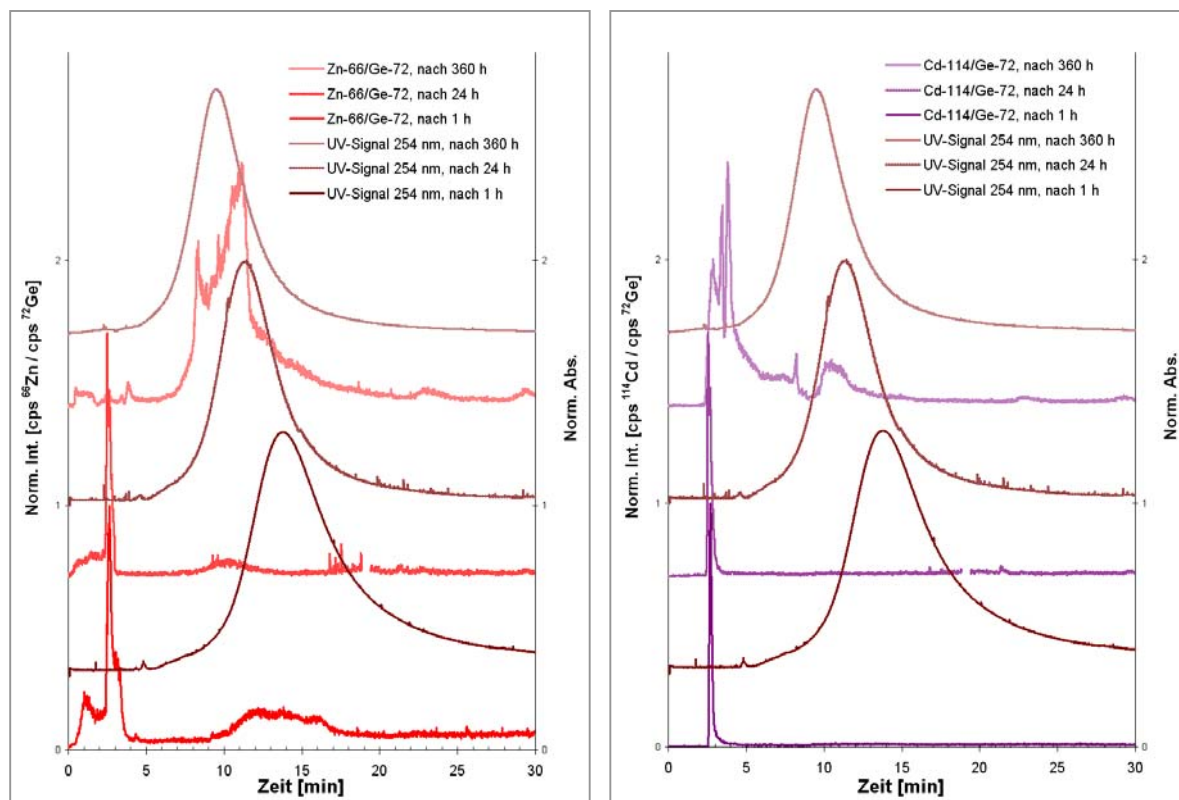 Zn-66/Ge-72, nach 360 h
Zn-66/Ge-72, nach 24 h
Zn-66/Ge-72, nach 1 h
UV-Signal 254 nm, nach 360 h
UV-Signal 254 nm, nach 24 h
UV-Signal 254 nm, nach 1 h
Norm. Int. [cps ⁶⁶Zn / cps ⁷²Ge]
2
1
0
2
1
0
Norm. Abs.
0 5 10 15 20 25 30
Zeit [min]
Cd-114/Ge-72, nach 360 h
Cd-114/Ge-72, nach 24 h
Cd-114/Ge-72, nach 1 h
UV-Signal 254 nm, nach 360 h
UV-Signal 254 nm, nach 24 h
UV-Signal 254 nm, nach 1 h
Norm. Int. [cps ¹¹⁴Cd / cps ⁷²Ge]
2
1
0
2
1
0
Norm. Abs.
0 5 10 15 20 25 30
Zeit [min]